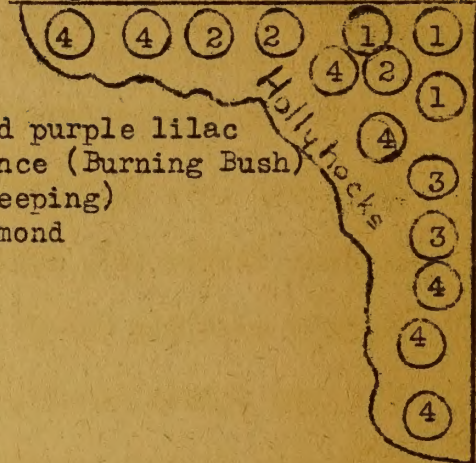 4 4 2 2 1 1
4 2
1
Hollyhocks
d purple lilac
4
nce (Burning Bush)
3
eeping)
mond
3
4
4
4